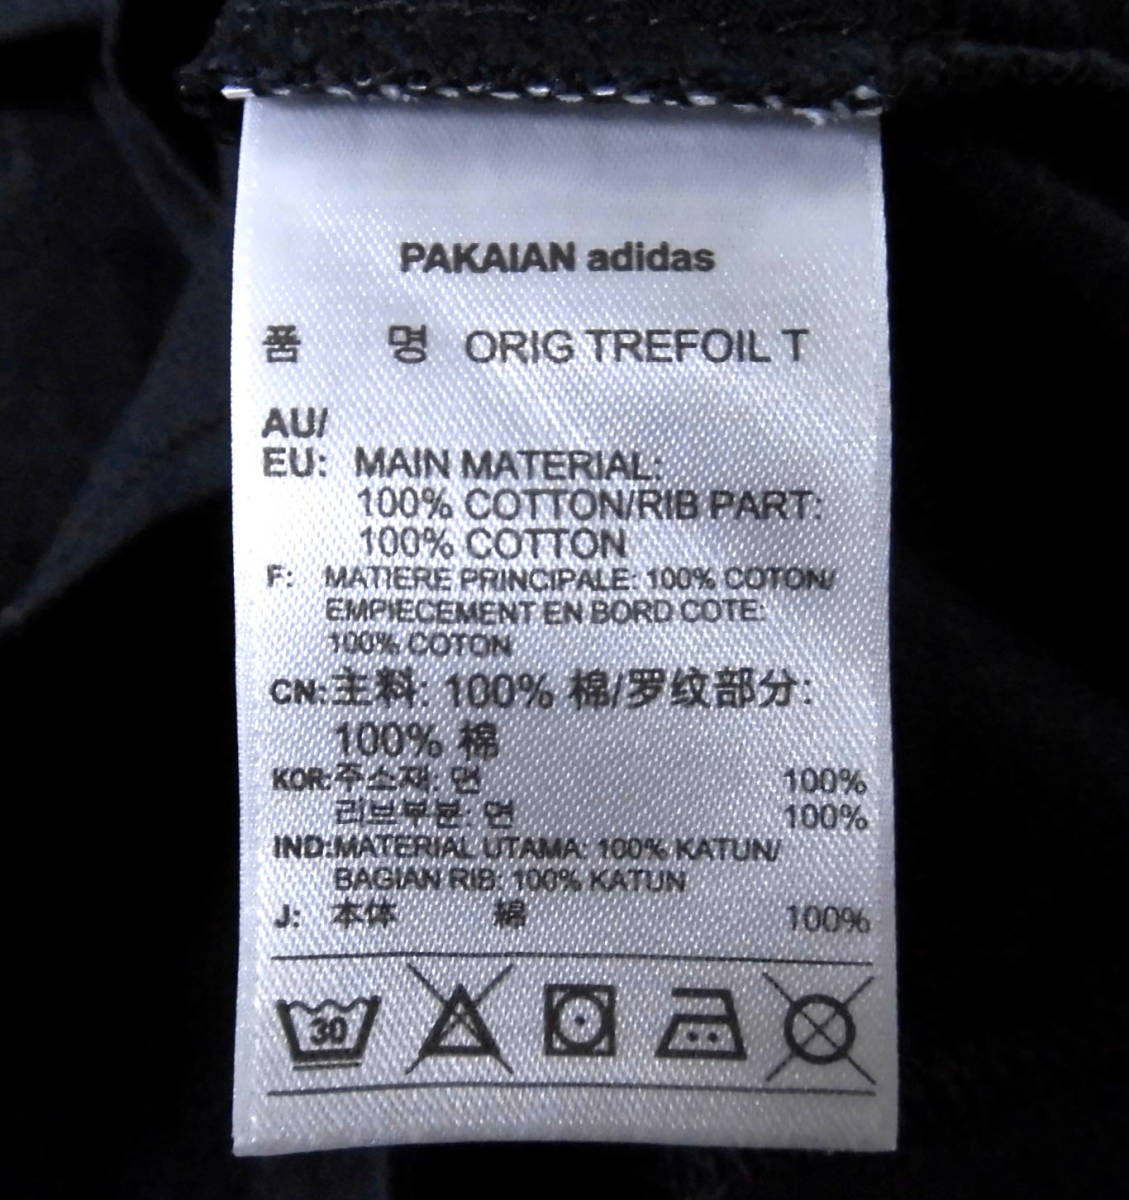 PAKAIAN adidas
품 명 ORIG TREFOIL T
AU/
EU: MAIN MATERIAL:
100% COTTON/RIB PART:
100% COTTON
F: MATIERE PRINCIPALE: 100% COTON/
EMPIECEMENT EN BORD COTE:
100% COTON
CN:主料: 100% 棉/罗纹部分:
100% 棉
KOR:주소재: 면 100%
리브부분: 면 100%
IND:MATERIAL UTAMA: 100% KATUN/
BAGIAN RIB: 100% KATUN
J: 本体 綿 100%
30